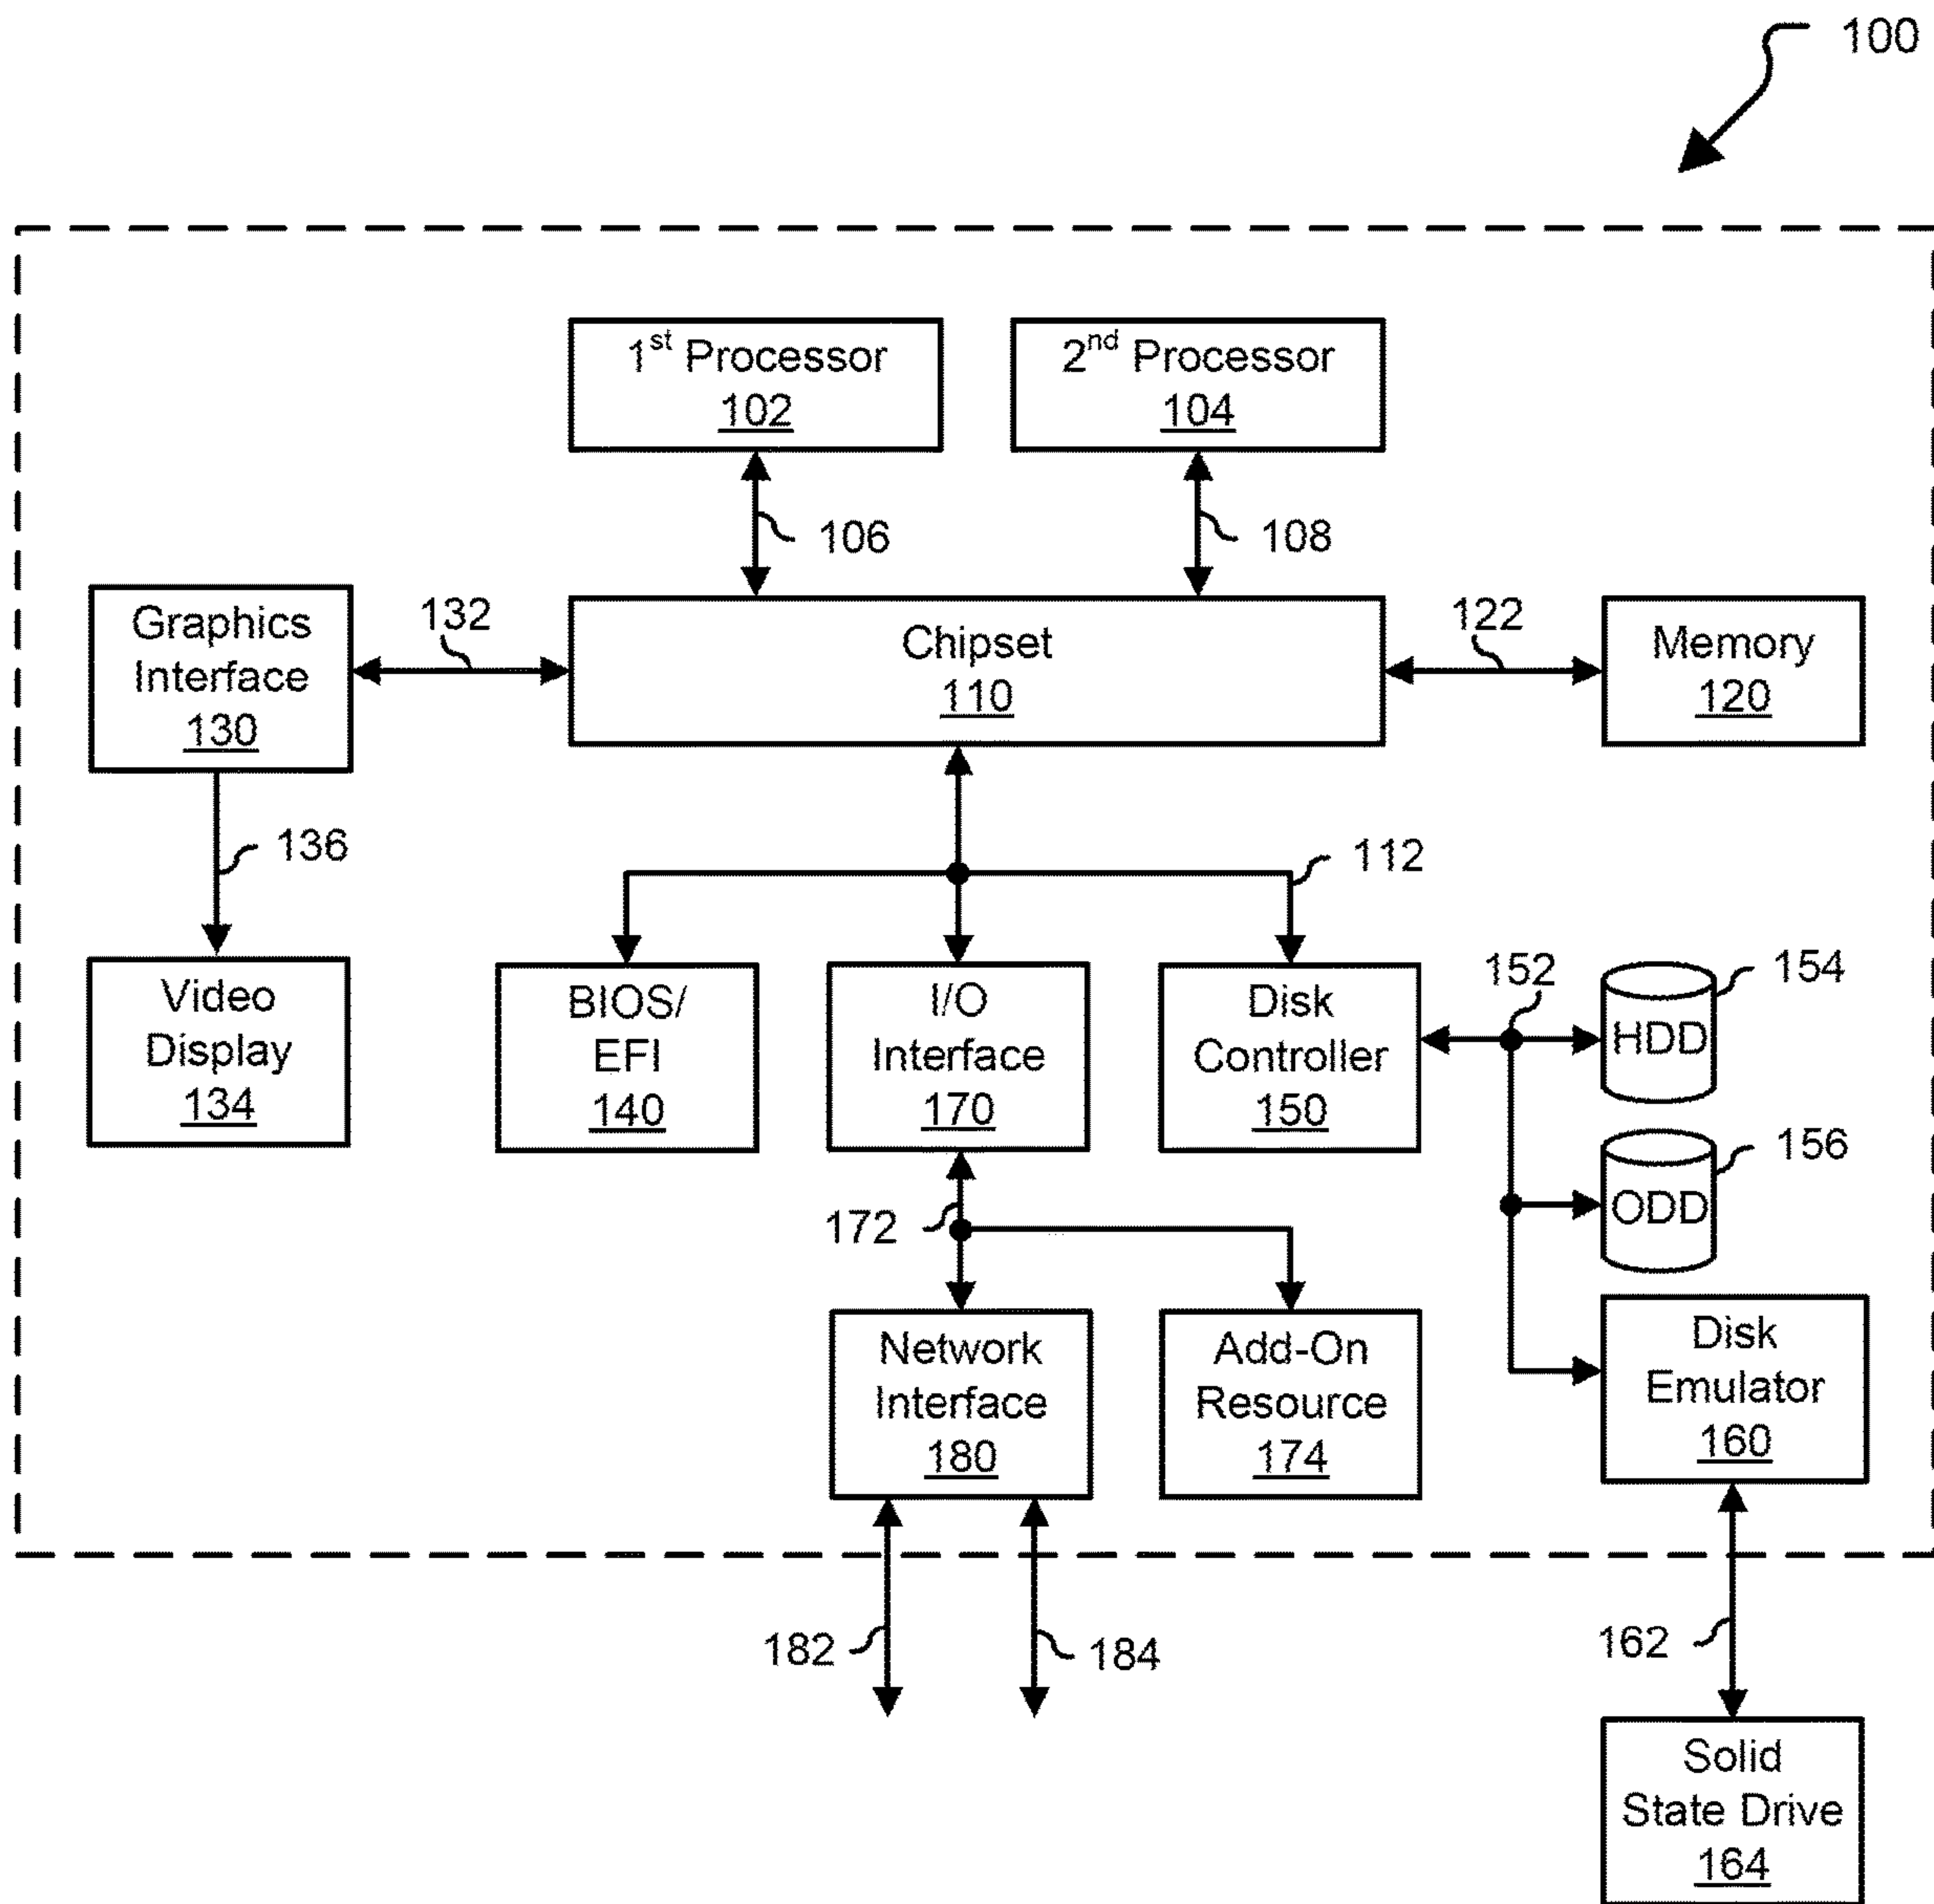 100
1st Processor
102
2nd Processor
104
106
108
Graphics
Interface
130
132
Chipset
110
122
Memory
120
136
112
Video
Display
134
BIOS/
EFI
140
I/O
Interface
170
Disk
Controller
150
152
HDD
154
ODD
156
172
Network
Interface
180
Add-On
Resource
174
Disk
Emulator
160
182
184
162
Solid
State Drive
164